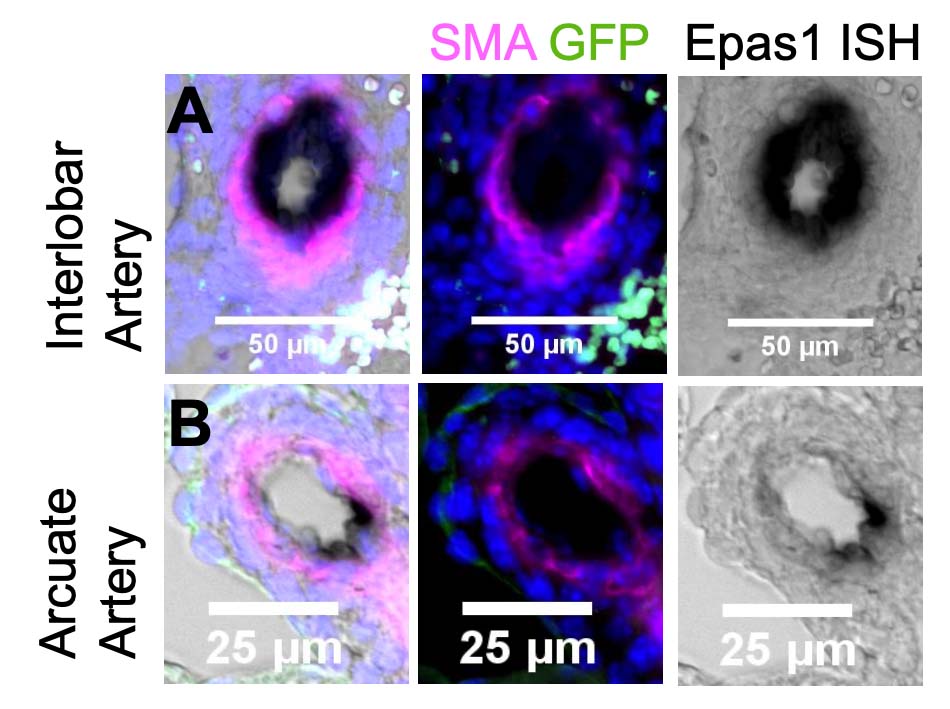 SMA GFP
Epas1 ISH
Interlobar
Artery
A
50 µm
50 µm
50 µm
Arcuate
Artery
B
25 µm
25 µm
25 µm